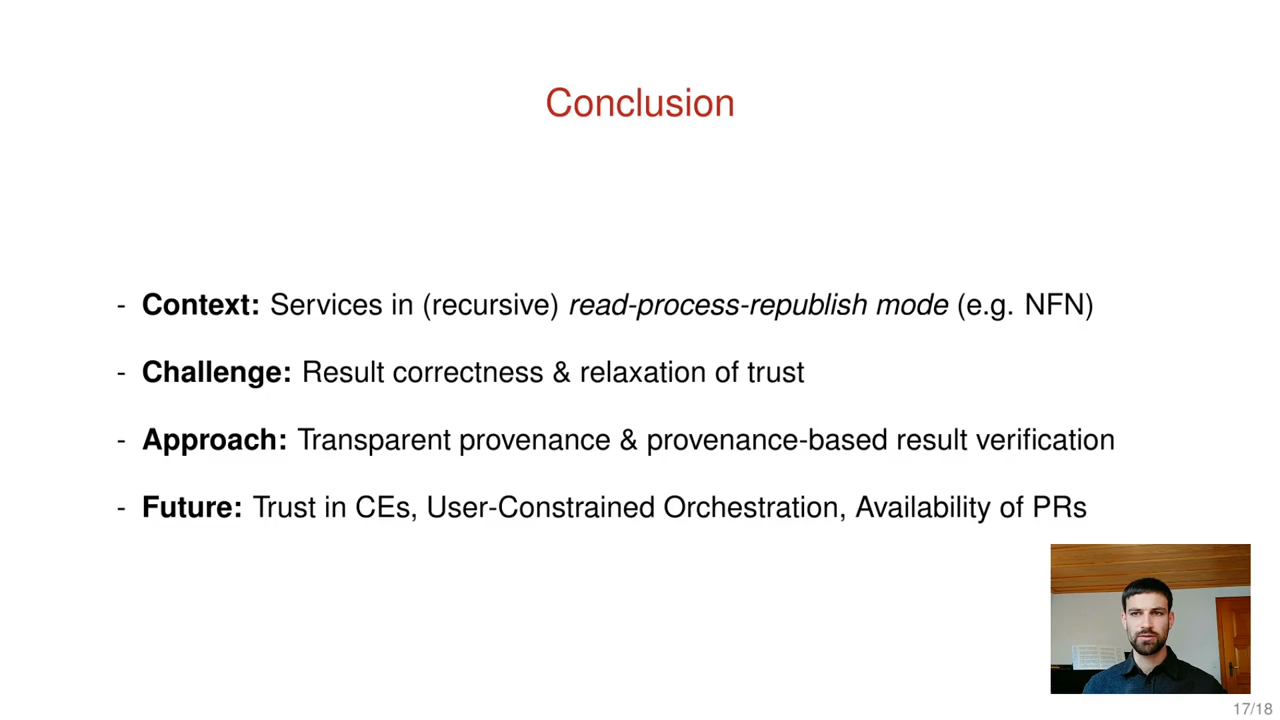 Conclusion
- Context: Services in (recursive) read-process-republish mode (e.g. NFN)
- Challenge: Result correctness & relaxation of trust
- Approach: Transparent provenance & provenance-based result verification
- Future: Trust in CEs, User-Constrained Orchestration, Availability of PRs
17/18